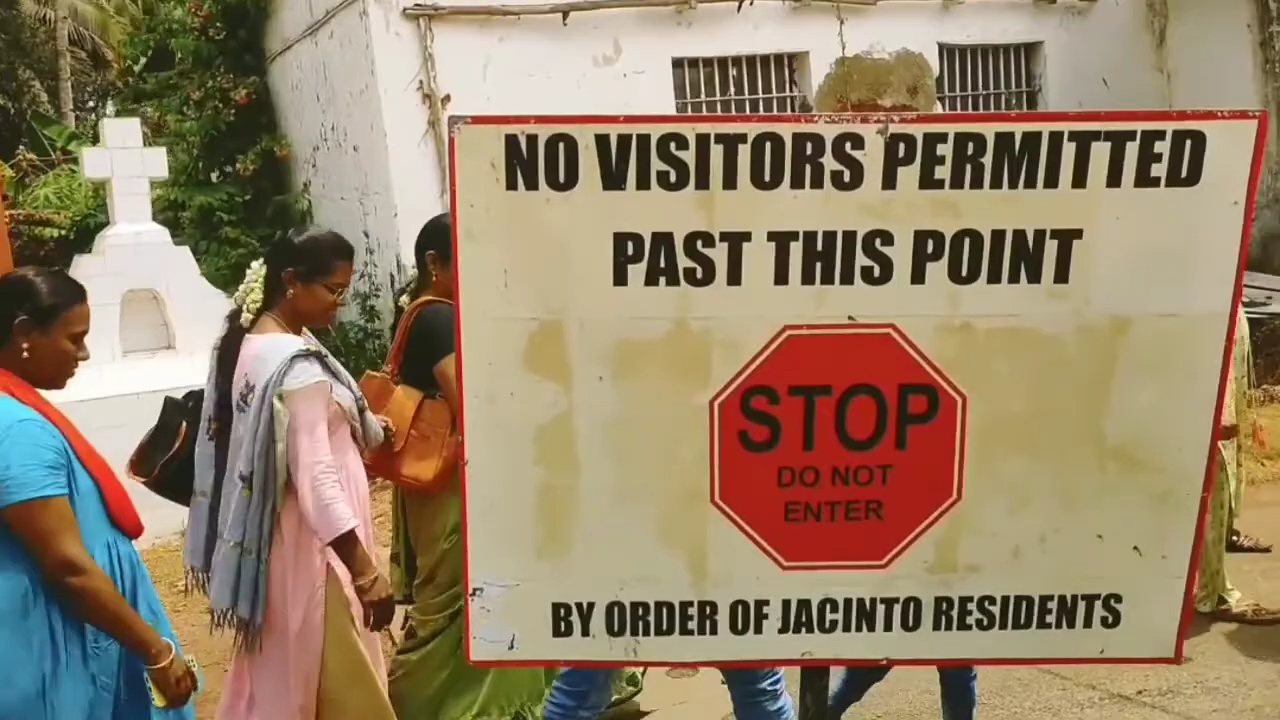 NO VISITORS PERMITTED
PAST THIS POINT
STOP
DO NOT
ENTER
BY ORDER OF JACINTO RESIDENTS